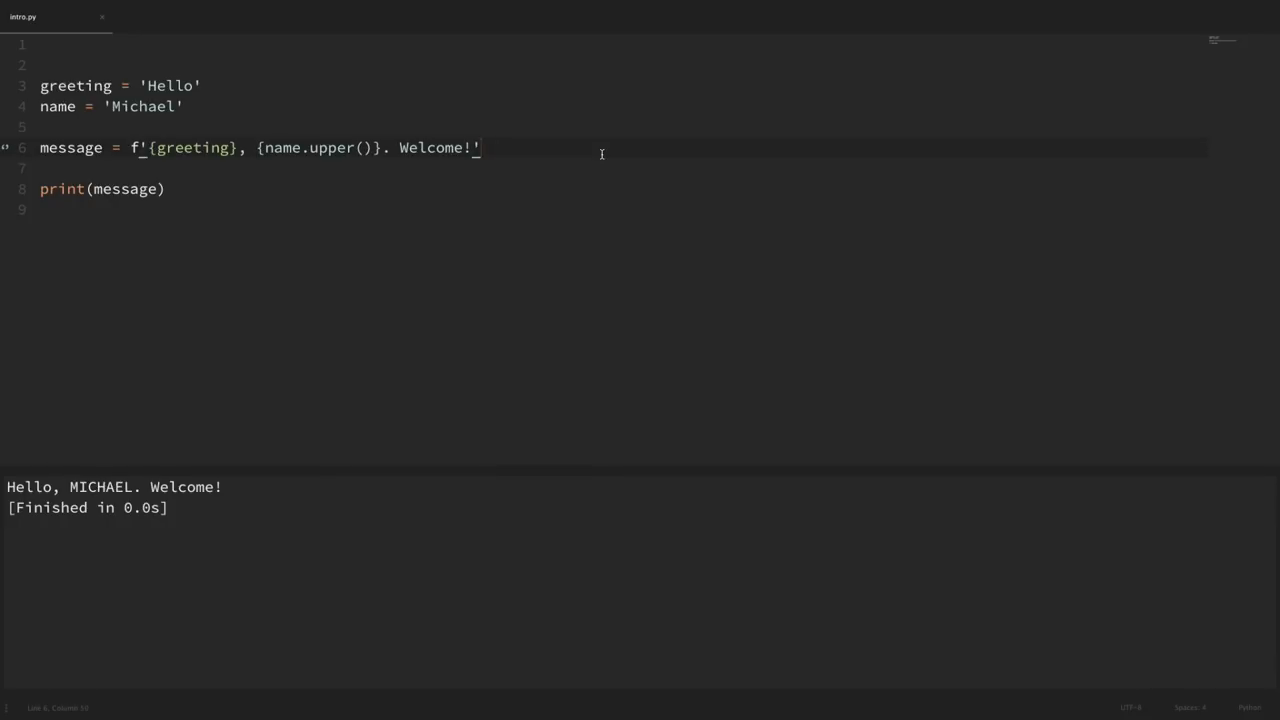 intro.py ×
1
2
3 greeting = 'Hello'
4 name = 'Michael'
5
6 message = f'{greeting}, {name.upper()}. Welcome!'
7
8 print(message)
9
Hello, MICHAEL. Welcome!
[Finished in 0.0s]
Line 6, Column 50 UTF-8 Spaces: 4 Python